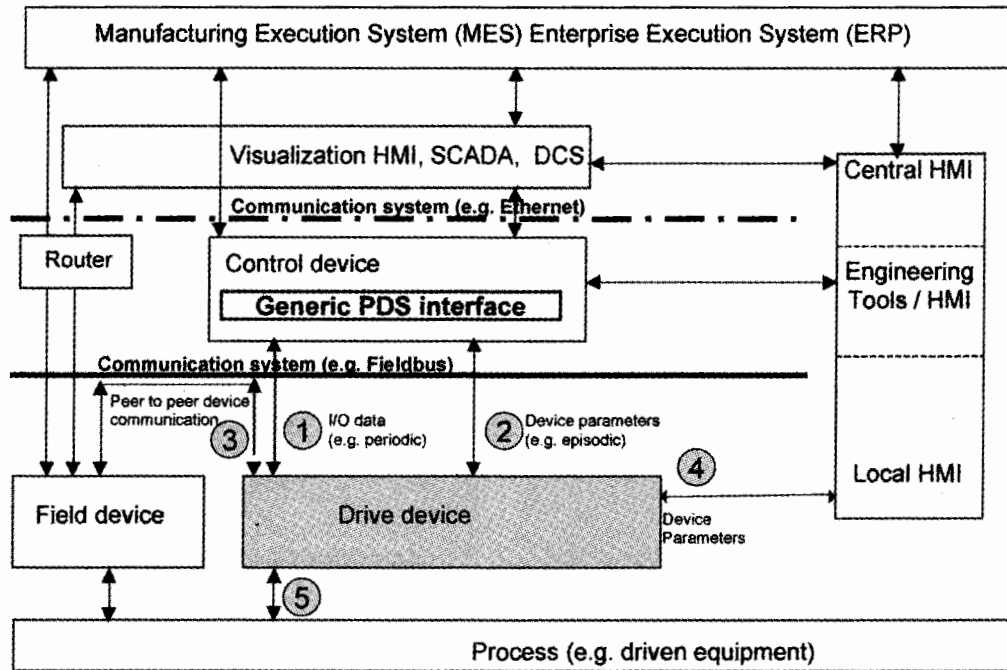 Manufacturing Execution System (MES) Enterprise Execution System (ERP)
Visualization HMI, SCADA, DCS
Central HMI
Communication system (e.g. Ethernet)
Router
Control device
Generic PDS interface
Engineering
Tools / HMI
Communication system (e.g. Fieldbus)
Peer to peer device
communication
3
1
I/O data
(e.g. periodic)
2
Device parameters
(e.g. episodic)
4
Local HMI
Field device
Drive device
Device
Parameters
5
Process (e.g. driven equipment)